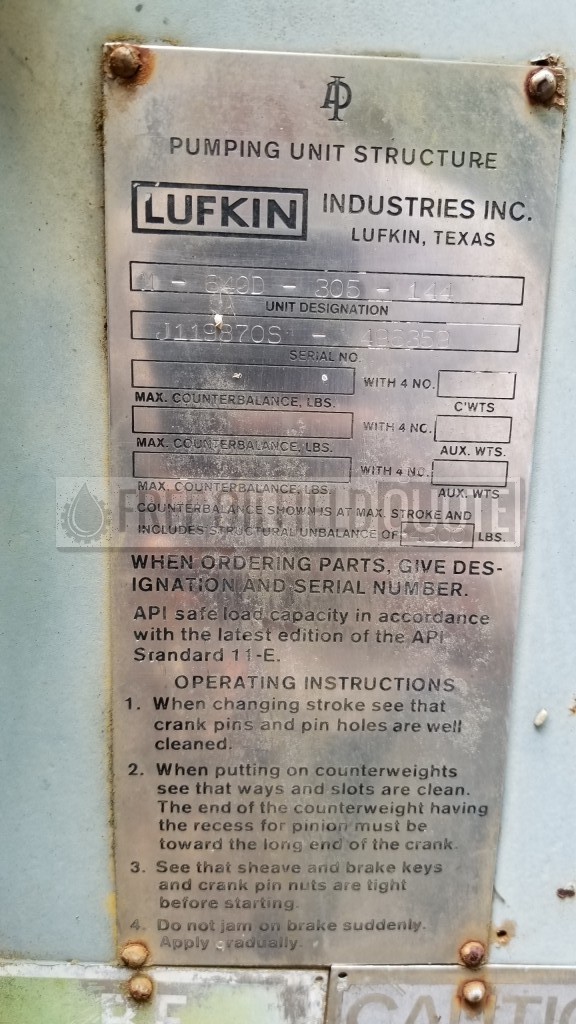 API
PUMPING UNIT STRUCTURE
LUFKIN INDUSTRIES INC.
LUFKIN, TEXAS
M - 640D - 305 - 144
UNIT DESIGNATION
J119870S -
SERIAL NO.
WITH 4 NO.
MAX. COUNTERBALANCE, LBS. C'WTS
WITH 4 NO.
MAX. COUNTERBALANCE, LBS. AUX. WTS.
WITH 4 NO.
MAX. COUNTERBALANCE, LBS. AUX. WTS
COUNTERBALANCE SHOWN IS AT MAX. STROKE AND
INCLUDES STRUCTURAL UNBALANCE OF LBS.
WHEN ORDERING PARTS, GIVE DES-
IGNATION AND SERIAL NUMBER.
API safe load capacity in accordance
with the latest edition of the API
Standard 11-E.
OPERATING INSTRUCTIONS
1. When changing stroke see that
crank pins and pin holes are well
cleaned.
2. When putting on counterweights
see that ways and slots are clean.
The end of the counterweight having
the recess for pinion must be
toward the long end of the crank.
3. See that sheave and brake keys
and crank pin nuts are tight
before starting.
4. Do not jam on brake suddenly.
Apply gradually.
CAUTIO